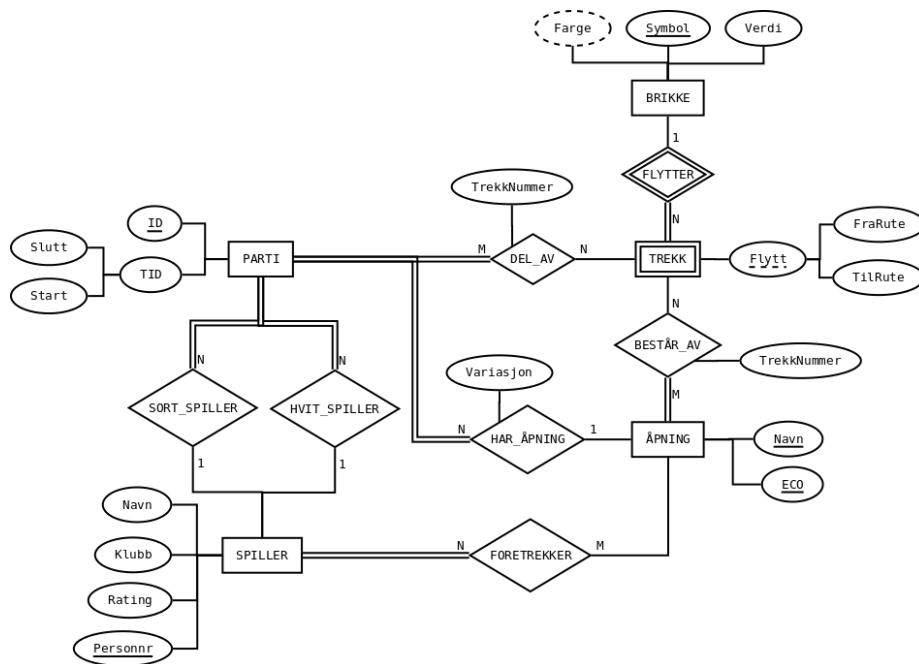 Farge
Symbol
Verdi
BRIKKE
1
FLYTTER
TrekkNummer
N
ID
FraRute
Slutt
M
N
PARTI
DEL_AV
TREKK
Flytt
TID
TilRute
Start
N
BESTÅR_AV
N
N
TrekkNummer
Variasjon
M
SORT_SPILLER
HVIT_SPILLER
N
1
HAR_ÅPNING
ÅPNING
Navn
1
1
ECO
Navn
N
M
Klubb
SPILLER
FORETREKKER
Rating
Personnr